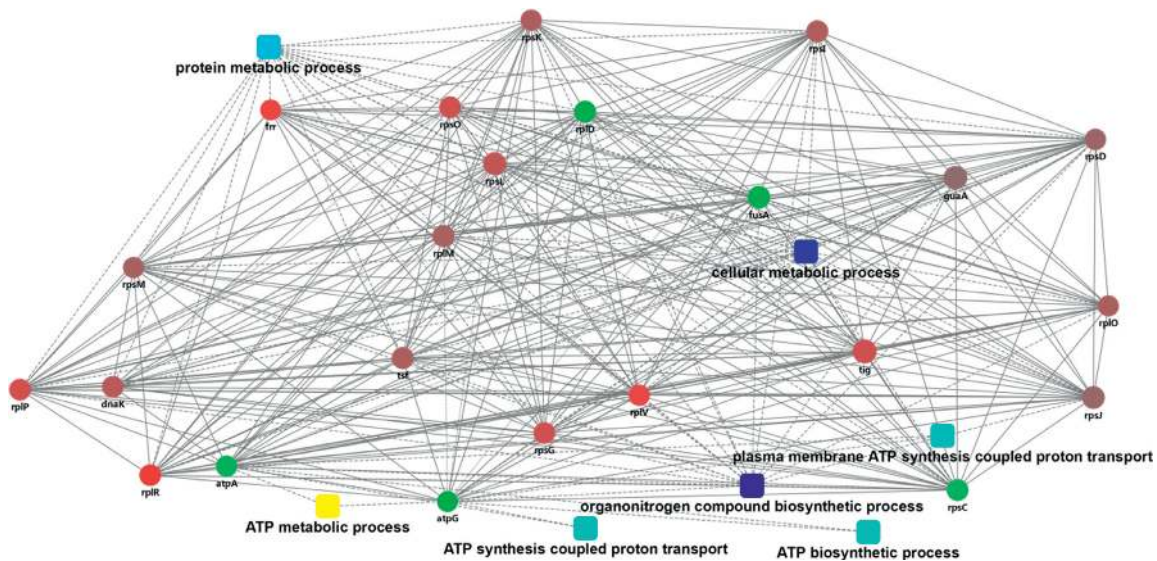 rpsK
rpsI
protein metabolic process
frr
rpsO
rplD
rpsD
rpsL
guaA
fusA
rplM
cellular metabolic process
rpsM
rplO
tsf
tig
rplP
dnaK
rplV
rpsJ
rpsG
plasma membrane ATP synthesis coupled proton transport
rplR
atpA
organonitrogen compound biosynthetic process
rpsC
ATP metabolic process
atpG
ATP synthesis coupled proton transport
ATP biosynthetic process